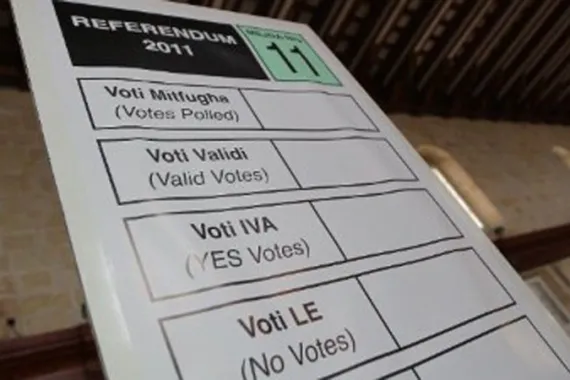 REFERENDUM
2011
11
Voti Mitfugha
(Votes Polled)
Voti Validi
(Valid Votes)
Voti IVA
(YES Votes)
Voti LE
(No Votes)